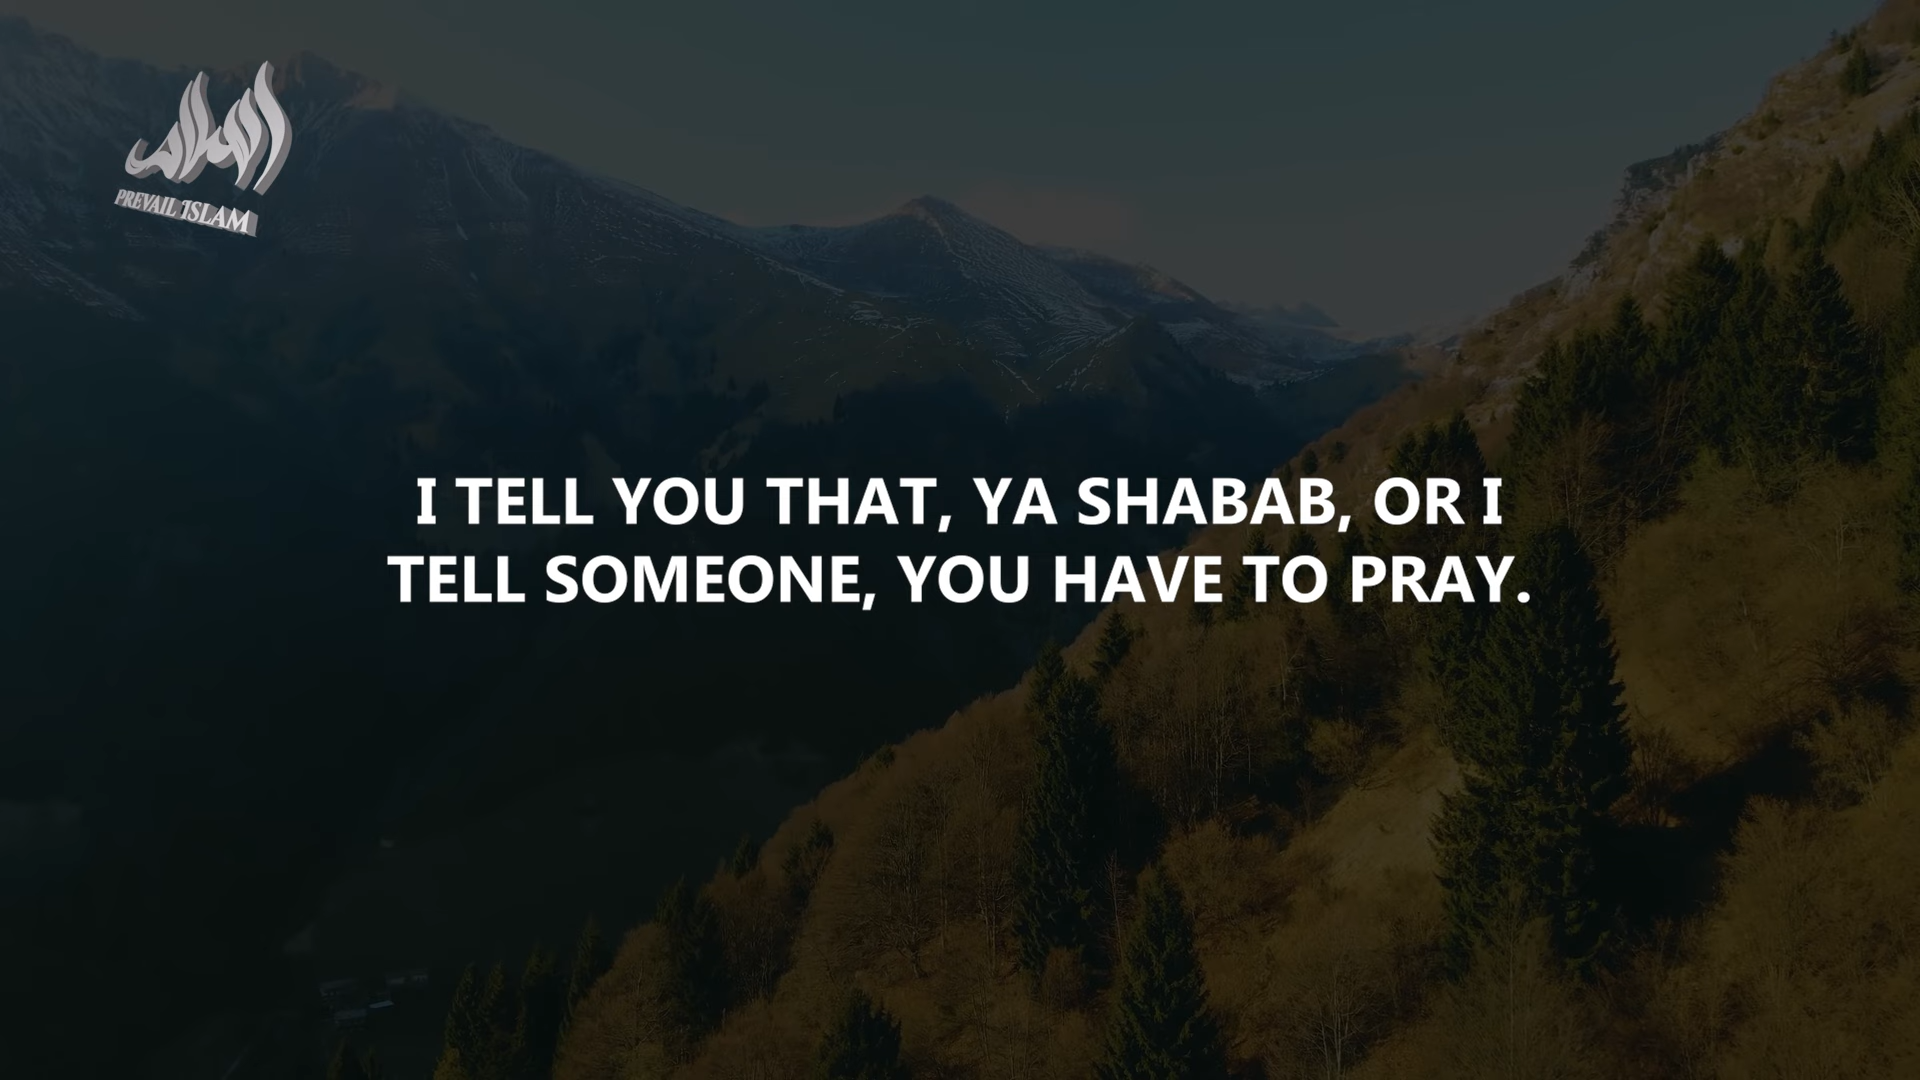 PREVAIL ISLAM
I TELL YOU THAT, YA SHABAB, OR I
TELL SOMEONE, YOU HAVE TO PRAY.